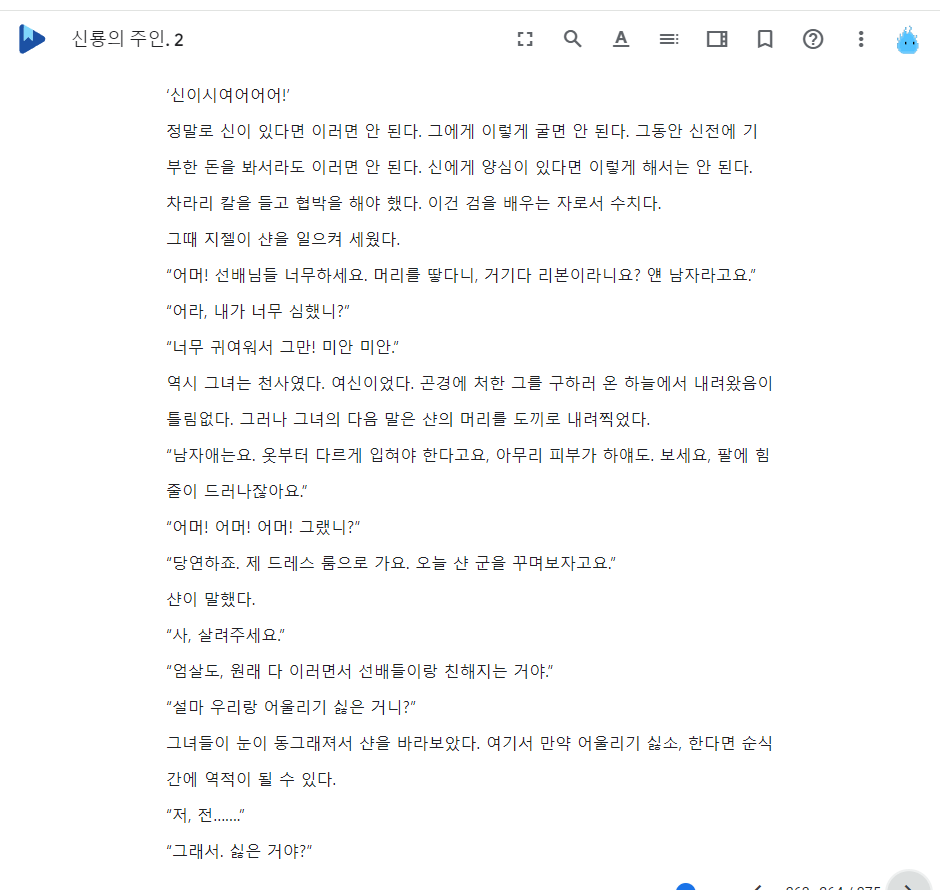 신룡의 주인. 2
‘신이시여어어어!’
정말로 신이 있다면 이러면 안 된다. 그에게 이렇게 굴면 안 된다. 그동안 신전에 기
부한 돈을 봐서라도 이러면 안 된다. 신에게 양심이 있다면 이렇게 해서는 안 된다.
차라리 칼을 들고 협박을 해야 했다. 이건 검을 배우는 자로서 수치다.
그때 지젤이 샨을 일으켜 세웠다.
“어머! 선배님들 너무하세요. 머리를 땋다니, 거기다 리본이라니요? 얜 남자라고요.”
“어라, 내가 너무 심했니?”
“너무 귀여워서 그만! 미안 미안.”
역시 그녀는 천사였다. 여신이었다. 곤경에 처한 그를 구하러 온 하늘에서 내려왔음이
틀림없다. 그러나 그녀의 다음 말은 샨의 머리를 도끼로 내려찍었다.
“남자애는요. 옷부터 다르게 입혀야 한다고요, 아무리 피부가 하얘도. 보세요, 팔에 힘
줄이 드러나잖아요.”
“어머! 어머! 어머! 그랬니?”
“당연하죠. 제 드레스 룸으로 가요. 오늘 샨 군을 꾸며보자고요.”
샨이 말했다.
“사, 살려주세요.”
“엄살도, 원래 다 이러면서 선배들이랑 친해지는 거야.”
“설마 우리랑 어울리기 싫은 거니?”
그녀들이 눈이 동그래져서 샨을 바라보았다. 여기서 만약 어울리기 싫소, 한다면 순식
간에 역적이 될 수 있다.
“저, 전…….”
“그래서. 싫은 거야?”